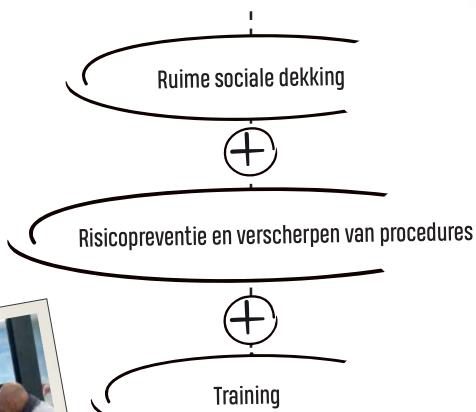 Ruime sociale dekking
+
Risicopreventie en verscherpen van procedures
+
Training